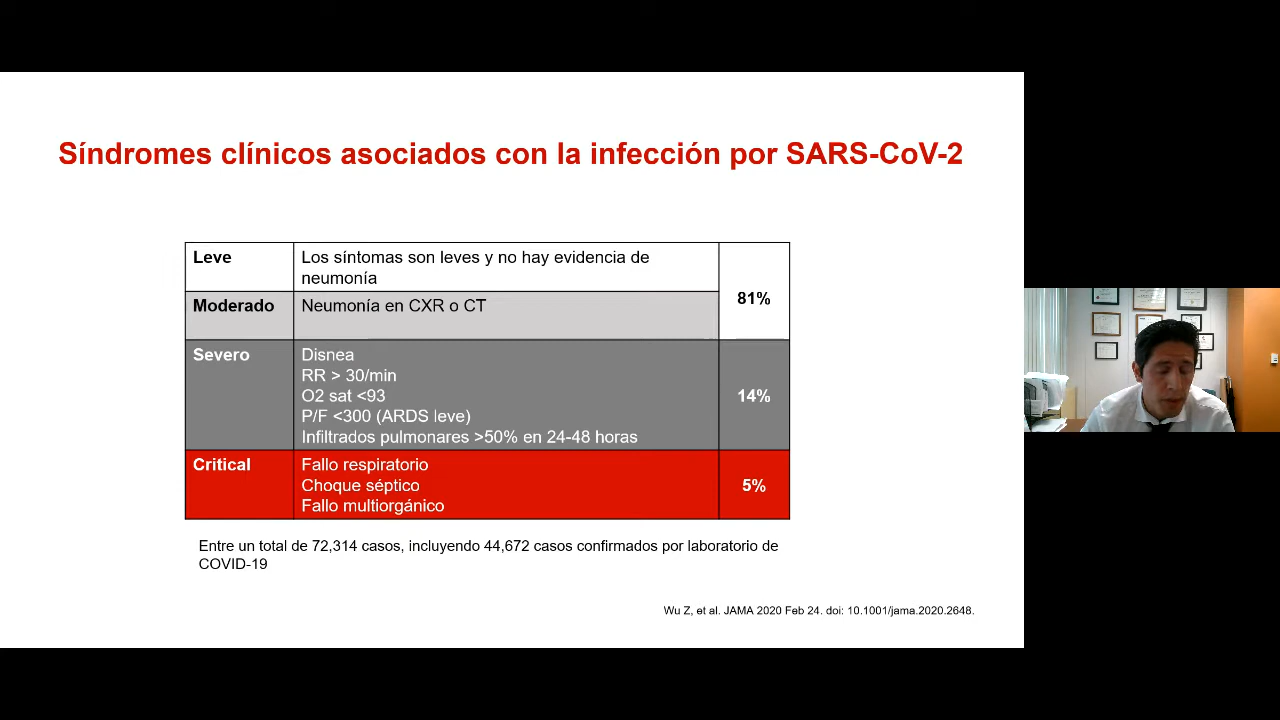 Síndromes clínicos asociados con la infección por SARS-CoV-2
Leve
Los síntomas son leves y no hay evidencia de
neumonía
81%
Moderado
Neumonía en CXR o CT
Severo
Disnea
RR > 30/min
O2 sat <93
P/F <300 (ARDS leve)
Infiltrados pulmonares >50% en 24-48 horas
14%
Critical
Fallo respiratorio
Choque séptico
Fallo multiorgánico
5%
Entre un total de 72,314 casos, incluyendo 44,672 casos confirmados por laboratorio de
COVID-19
Wu Z, et al. JAMA 2020 Feb 24. doi: 10.1001/jama.2020.2648.